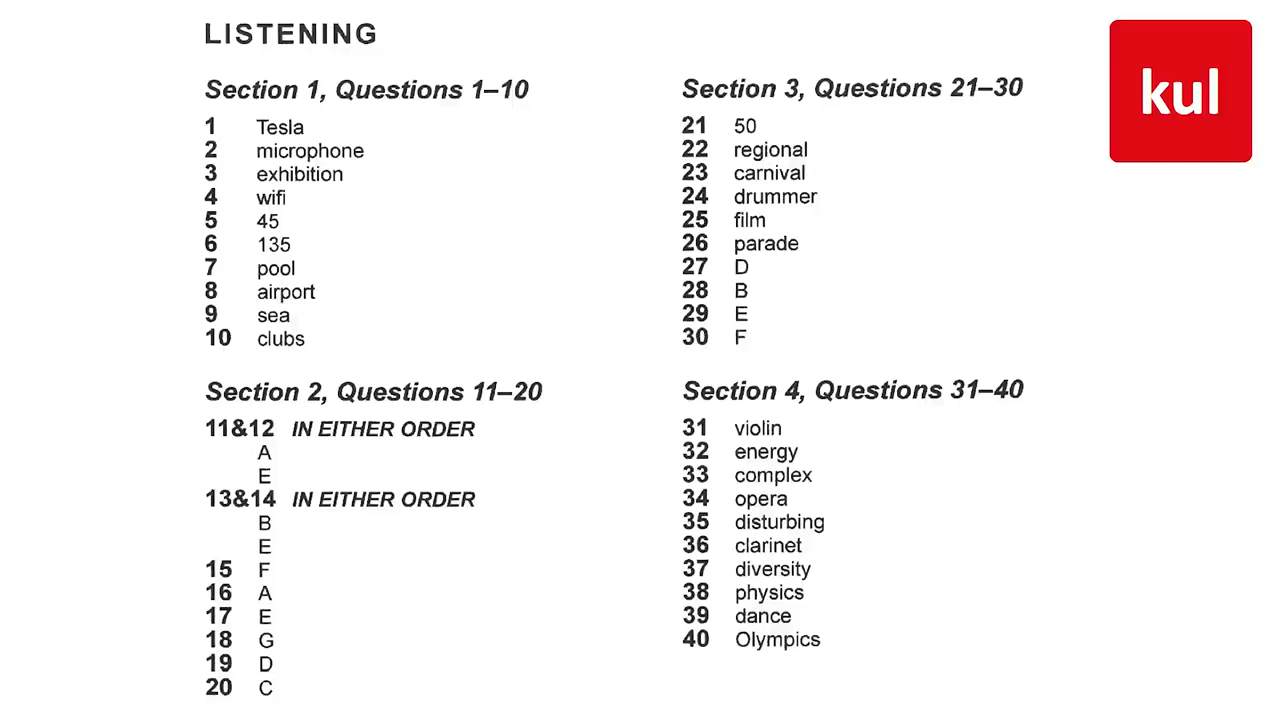 LISTENING
Section 1, Questions 1–10
1 Tesla
2 microphone
3 exhibition
4 wifi
5 45
6 135
7 pool
8 airport
9 sea
10 clubs
Section 2, Questions 11–20
11&12 IN EITHER ORDER
A
E
13&14 IN EITHER ORDER
B
E
15 F
16 A
17 E
18 G
19 D
20 C
Section 3, Questions 21–30
21 50
22 regional
23 carnival
24 drummer
25 film
26 parade
27 D
28 B
29 E
30 F
Section 4, Questions 31–40
31 violin
32 energy
33 complex
34 opera
35 disturbing
36 clarinet
37 diversity
38 physics
39 dance
40 Olympics
kul